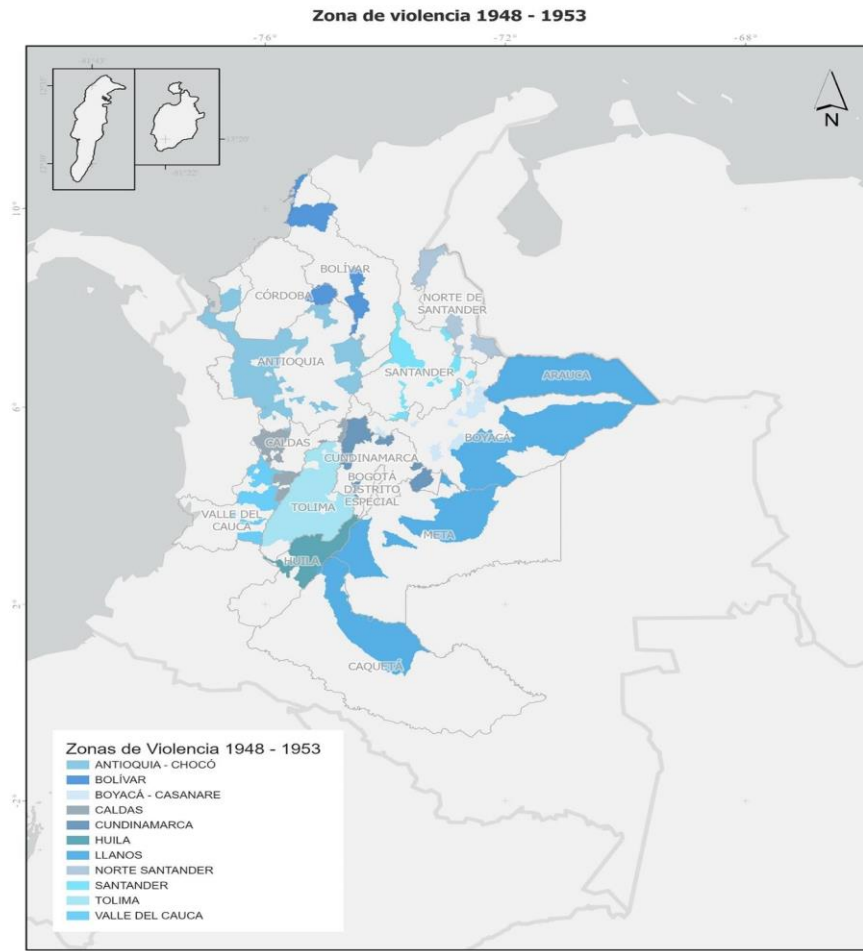 Zona de violencia 1948 - 1953
-76°
-72°
-68°
N
10°
BOLÍVAR
CÓRDOBA
NORTE DE
SANTANDER
ANTIOQUIA
SANTANDER
ARAUCA
6°
CALDAS
BOYACÁ
CUNDINAMARCA
BOGOTÁ
DISTRITO
ESPECIAL
TOLIMA
VALLE DEL
CAUCA
META
HUILA
2°
CAQUETÁ
-2°
Zonas de Violencia 1948 - 1953
ANTIOQUIA - CHOCÓ
BOLÍVAR
BOYACÁ - CASANARE
CALDAS
CUNDINAMARCA
HUILA
LLANOS
NORTE SANTANDER
SANTANDER
TOLIMA
VALLE DEL CAUCA